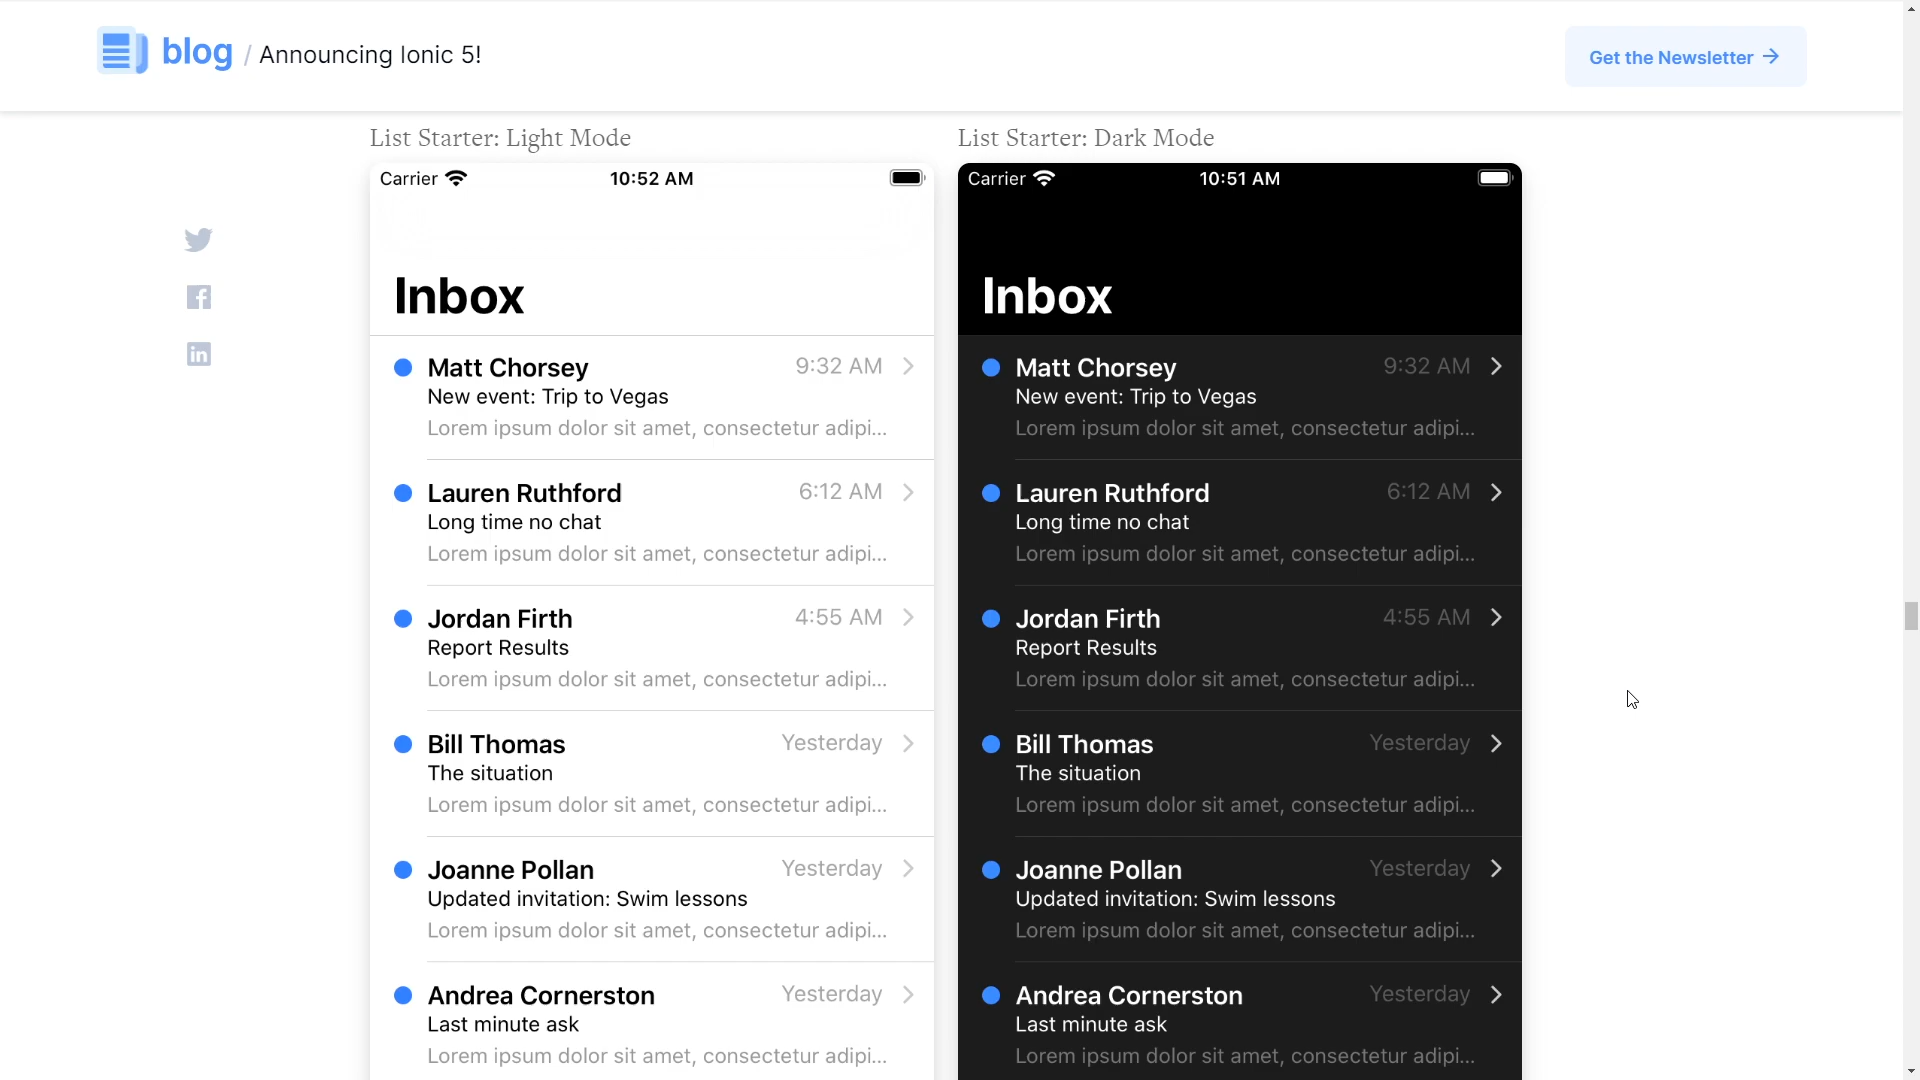 blog / Announcing Ionic 5!
Get the Newsletter →
List Starter: Light Mode
Carrier 10:52 AM
Inbox
Matt Chorsey 9:32 AM
New event: Trip to Vegas
Lorem ipsum dolor sit amet, consectetur adipi...
Lauren Ruthford 6:12 AM
Long time no chat
Lorem ipsum dolor sit amet, consectetur adipi...
Jordan Firth 4:55 AM
Report Results
Lorem ipsum dolor sit amet, consectetur adipi...
Bill Thomas Yesterday
The situation
Lorem ipsum dolor sit amet, consectetur adipi...
Joanne Pollan Yesterday
Updated invitation: Swim lessons
Lorem ipsum dolor sit amet, consectetur adipi...
Andrea Cornerston Yesterday
Last minute ask
Lorem ipsum dolor sit amet, consectetur adipi...
List Starter: Dark Mode
Carrier 10:51 AM
Inbox
Matt Chorsey 9:32 AM
New event: Trip to Vegas
Lorem ipsum dolor sit amet, consectetur adipi...
Lauren Ruthford 6:12 AM
Long time no chat
Lorem ipsum dolor sit amet, consectetur adipi...
Jordan Firth 4:55 AM
Report Results
Lorem ipsum dolor sit amet, consectetur adipi...
Bill Thomas Yesterday
The situation
Lorem ipsum dolor sit amet, consectetur adipi...
Joanne Pollan Yesterday
Updated invitation: Swim lessons
Lorem ipsum dolor sit amet, consectetur adipi...
Andrea Cornerston Yesterday
Last minute ask
Lorem ipsum dolor sit amet, consectetur adipi...